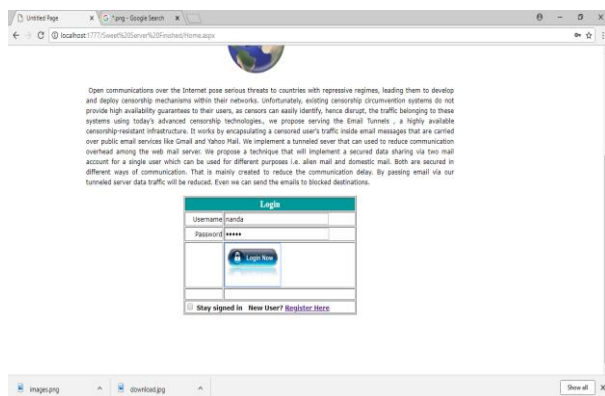 Untitled Page
*.png - Google Search
localhost:1777/Sweet%20Server%20Finished/Home.aspx
Open communications over the Internet pose serious threats to countries with repressive regimes, leading them to develop
and deploy censorship mechanisms within their networks. Unfortunately, existing censorship circumvention systems do not
provide high availability guarantees to their users, as censors can easily identify, hence disrupt, the traffic belonging to these
systems using today's advanced censorship technologies., we propose serving the Email Tunnels , a highly available
censorship-resistant infrastructure. It works by encapsulating a censored user's traffic inside email messages that are carried
over public email services like Gmail and Yahoo Mail. We implement a tunneled sever that can used to reduce communication
overhead among the web mail server. We propose a technique that will implement a secured data sharing via two mail
account for a single user which can be used for different purposes i.e. alien mail and domestic mail. Both are secured in
different ways of communication. That is mainly created to reduce the communication delay. By passing email via our
tunneled server data traffic will be reduced. Even we can send the emails to blocked destinations.
Login
Username nanda
Password •••••
Login Now
Stay signed in New User? Register Here
images.png
download.jpg
Show all